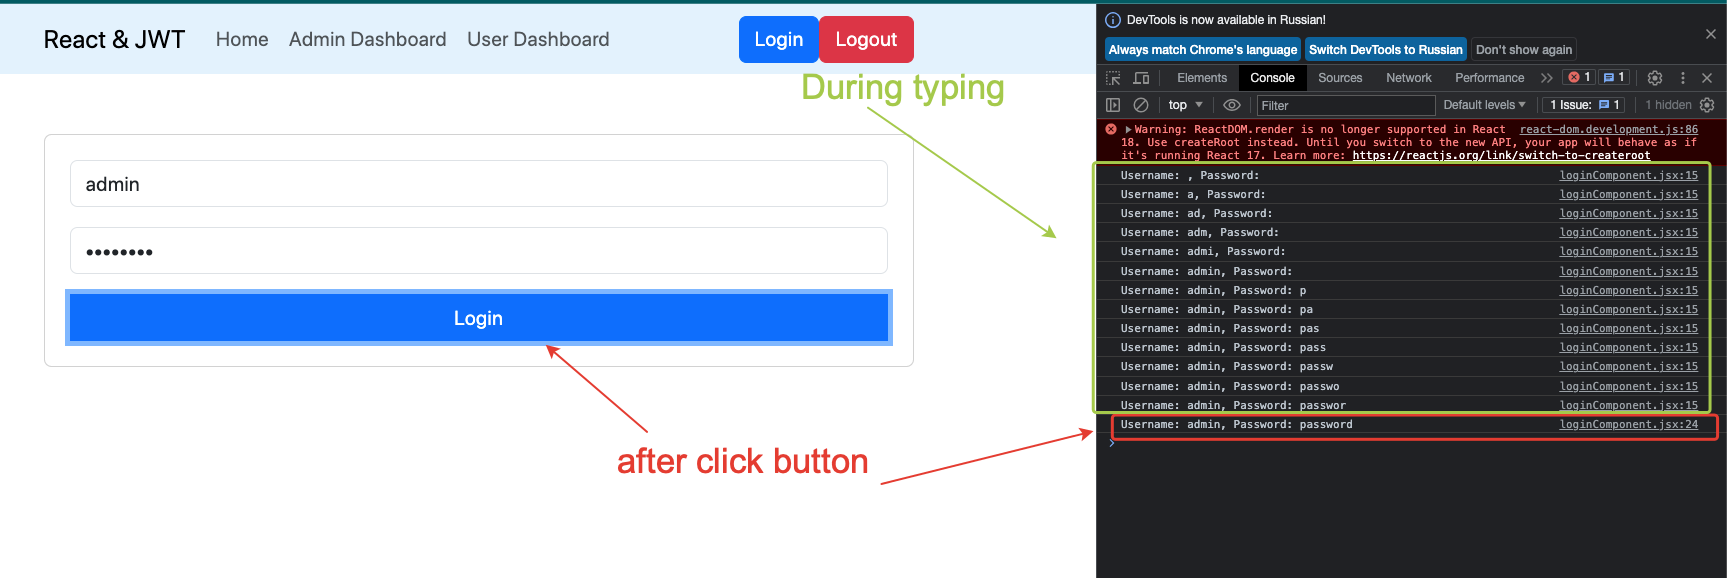 React & JWT Home Admin Dashboard User Dashboard Login Logout
During typing
admin
••••••••
Login
after click button
DevTools is now available in Russian!
Always match Chrome's language Switch DevTools to Russian Don't show again
Elements Console Sources Network Performance 1 1
top Filter Default levels 1 Issue: 1 1 hidden
Warning: ReactDOM.render is no longer supported in React react-dom.development.js:86
18. Use createRoot instead. Until you switch to the new API, your app will behave as if
it's running React 17. Learn more: https://reactjs.org/link/switch-to-createroot
Username: , Password: loginComponent.jsx:15
Username: a, Password: loginComponent.jsx:15
Username: ad, Password: loginComponent.jsx:15
Username: adm, Password: loginComponent.jsx:15
Username: admi, Password: loginComponent.jsx:15
Username: admin, Password: loginComponent.jsx:15
Username: admin, Password: p loginComponent.jsx:15
Username: admin, Password: pa loginComponent.jsx:15
Username: admin, Password: pas loginComponent.jsx:15
Username: admin, Password: pass loginComponent.jsx:15
Username: admin, Password: passw loginComponent.jsx:15
Username: admin, Password: passwo loginComponent.jsx:15
Username: admin, Password: passwor loginComponent.jsx:15
Username: admin, Password: password loginComponent.jsx:24